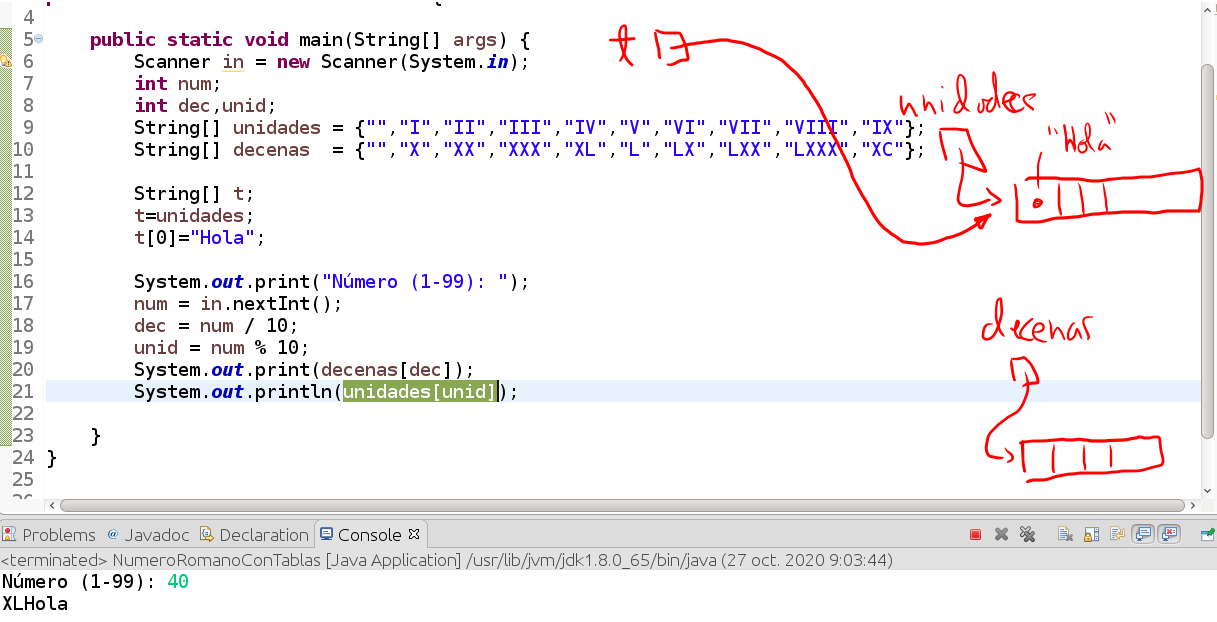 4 {
5 public static void main(String[] args) {
6 Scanner in = new Scanner(System.in);
7 int num;
8 int dec,unid;
9 String[] unidades = {"","I","II","III","IV","V","VI","VII","VIII","IX"};
10 String[] decenas = {"","X","XX","XXX","XL","L","LX","LXX","LXXX","XC"};
11
12 String[] t;
13 t=unidades;
14 t[0]="Hola";
15
16 System.out.print("Número (1-99): ");
17 num = in.nextInt();
18 dec = num / 10;
19 unid = num % 10;
20 System.out.print(decenas[dec]);
21 System.out.println(unidades[unid]);
22
23 }
24 }
25
t
unidades
"Hola"
decenas
Problems @ Javadoc Declaration Console
<terminated> NumeroRomanoConTablas [Java Application] /usr/lib/jvm/jdk1.8.0_65/bin/java (27 oct. 2020 9:03:44)
Número (1-99): 40
XLHola